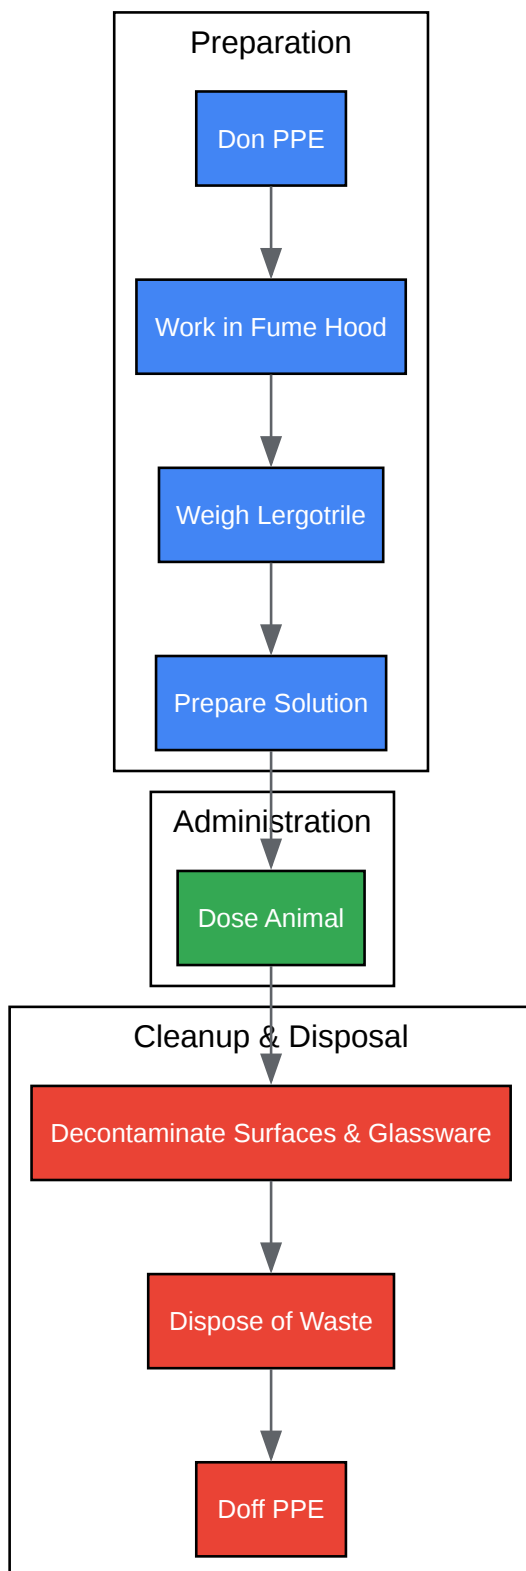 Preparation
Don PPE
Work in Fume Hood
Weigh Lergotrile
Prepare Solution
Administration
Dose Animal
Cleanup & Disposal
Decontaminate Surfaces & Glassware
Dispose of Waste
Doff PPE